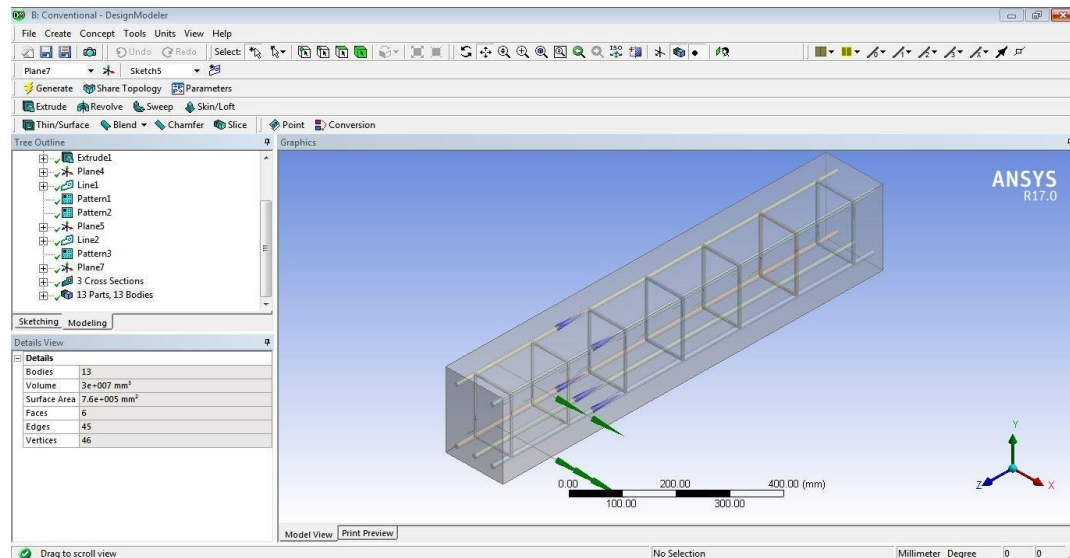 B: Conventional - DesignModeler
File Create Concept Tools Units View Help
Undo Redo Select:
ISO
Plane7 Sketch5
Generate Share Topology Parameters
Extrude Revolve Sweep Skin/Loft
Thin/Surface Blend Chamfer Slice Point Conversion
Tree Outline
Extrude1
Plane4
Line1
Pattern1
Pattern2
Plane5
Line2
Pattern3
Plane7
3 Cross Sections
13 Parts, 13 Bodies
Sketching Modeling
Details View
Details
Bodies 13
Volume 3e+007 mm³
Surface Area 7.6e+005 mm²
Faces 6
Edges 45
Vertices 46
Graphics
ANSYS
R17.0
Y
Z X
0.00 200.00 400.00 (mm)
100.00 300.00
Model View Print Preview
Drag to scroll view No Selection Millimeter Degree 0 0